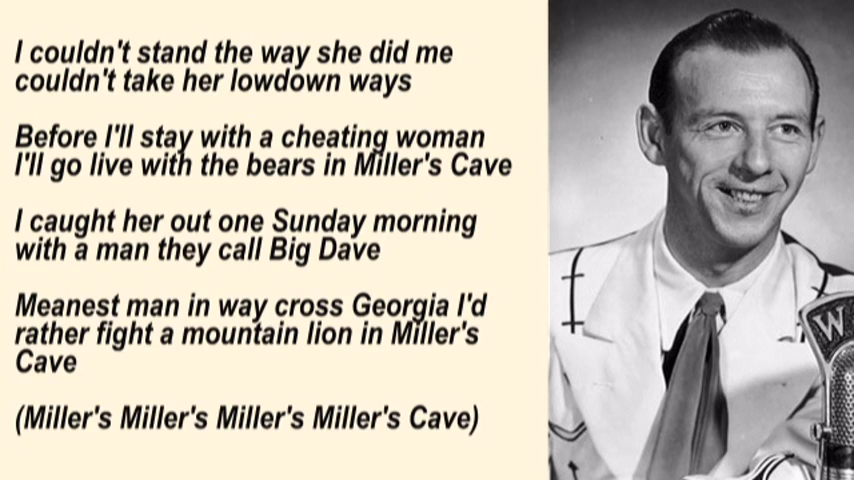 I couldn't stand the way she did me
couldn't take her lowdown ways
Before I'll stay with a cheating woman
I'll go live with the bears in Miller's Cave
I caught her out one Sunday morning
with a man they call Big Dave
Meanest man in way cross Georgia I'd
rather fight a mountain lion in Miller's
Cave
(Miller's Miller's Miller's Miller's Cave)
W